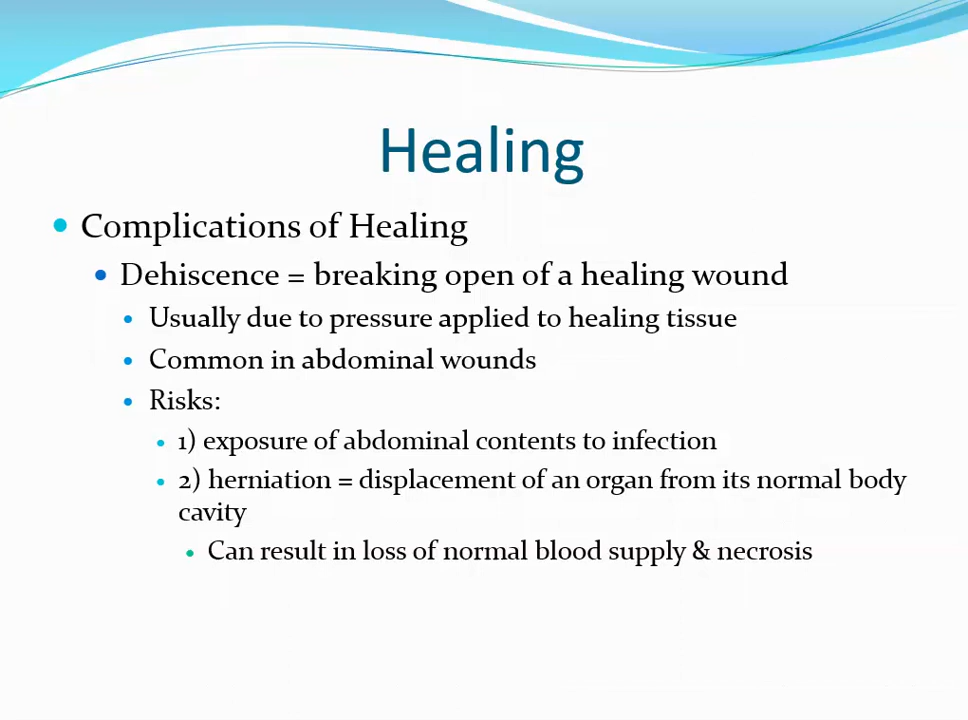 Healing
Complications of Healing
Dehiscence = breaking open of a healing wound
Usually due to pressure applied to healing tissue
Common in abdominal wounds
Risks:
1) exposure of abdominal contents to infection
2) herniation = displacement of an organ from its normal body
cavity
Can result in loss of normal blood supply & necrosis